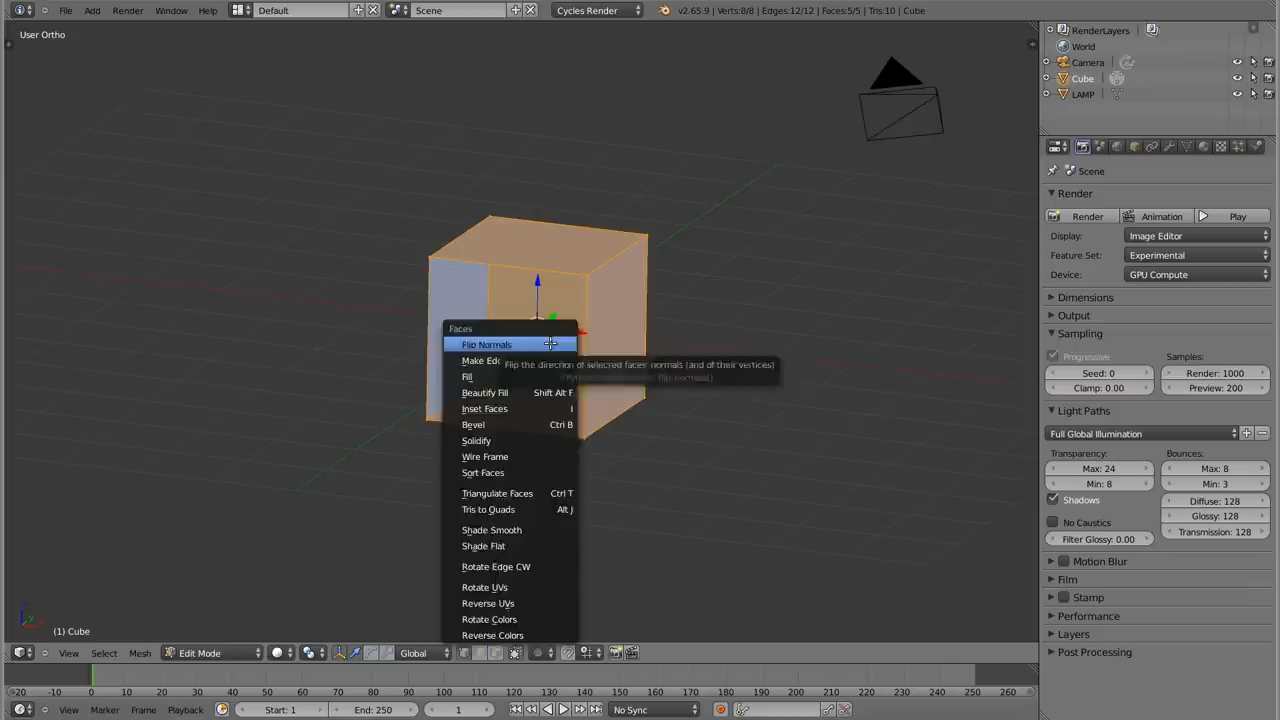 File Add Render Window Help Default Scene Cycles Render v2.65.9 | Verts:8/8 | Edges:12/12 | Faces:5/5 | Tris:10 | Cube
User Ortho
RenderLayers
World
Camera
Cube
LAMP
Scene
Render
Render Animation Play
Display: Image Editor
Feature Set: Experimental
Device: GPU Compute
Dimensions
Output
Sampling
Progressive Samples:
Seed: 0 Render: 1000
Clamp: 0.00 Preview: 200
Light Paths
Full Global Illumination
Transparency: Bounces:
Max: 24 Max: 8
Min: 8 Min: 3
Shadows Diffuse: 128
No Caustics Glossy: 128
Filter Glossy: 0.00 Transmission: 128
Motion Blur
Film
Stamp
Performance
Layers
Post Processing
Faces
Flip Normals
Make Ed
Flip the direction of selected faces' normals (and of their vertices)
Fill
Beautify Fill Shift Alt F
Inset Faces I
Bevel Ctrl B
Solidify
Wire Frame
Sort Faces
Triangulate Faces Ctrl T
Tris to Quads Alt J
Shade Smooth
Shade Flat
Rotate Edge CW
Rotate UVs
Reverse UVs
Rotate Colors
Reverse Colors
(1) Cube
View Select Mesh Edit Mode Global
-20 -10 0 10 20 30 40 50 60 70 80 90 100 110 120 130 140 150 160 170 180 190 200 210 220 230 240 250 260
View Marker Frame Playback Start: 1 End: 250 1 No Sync